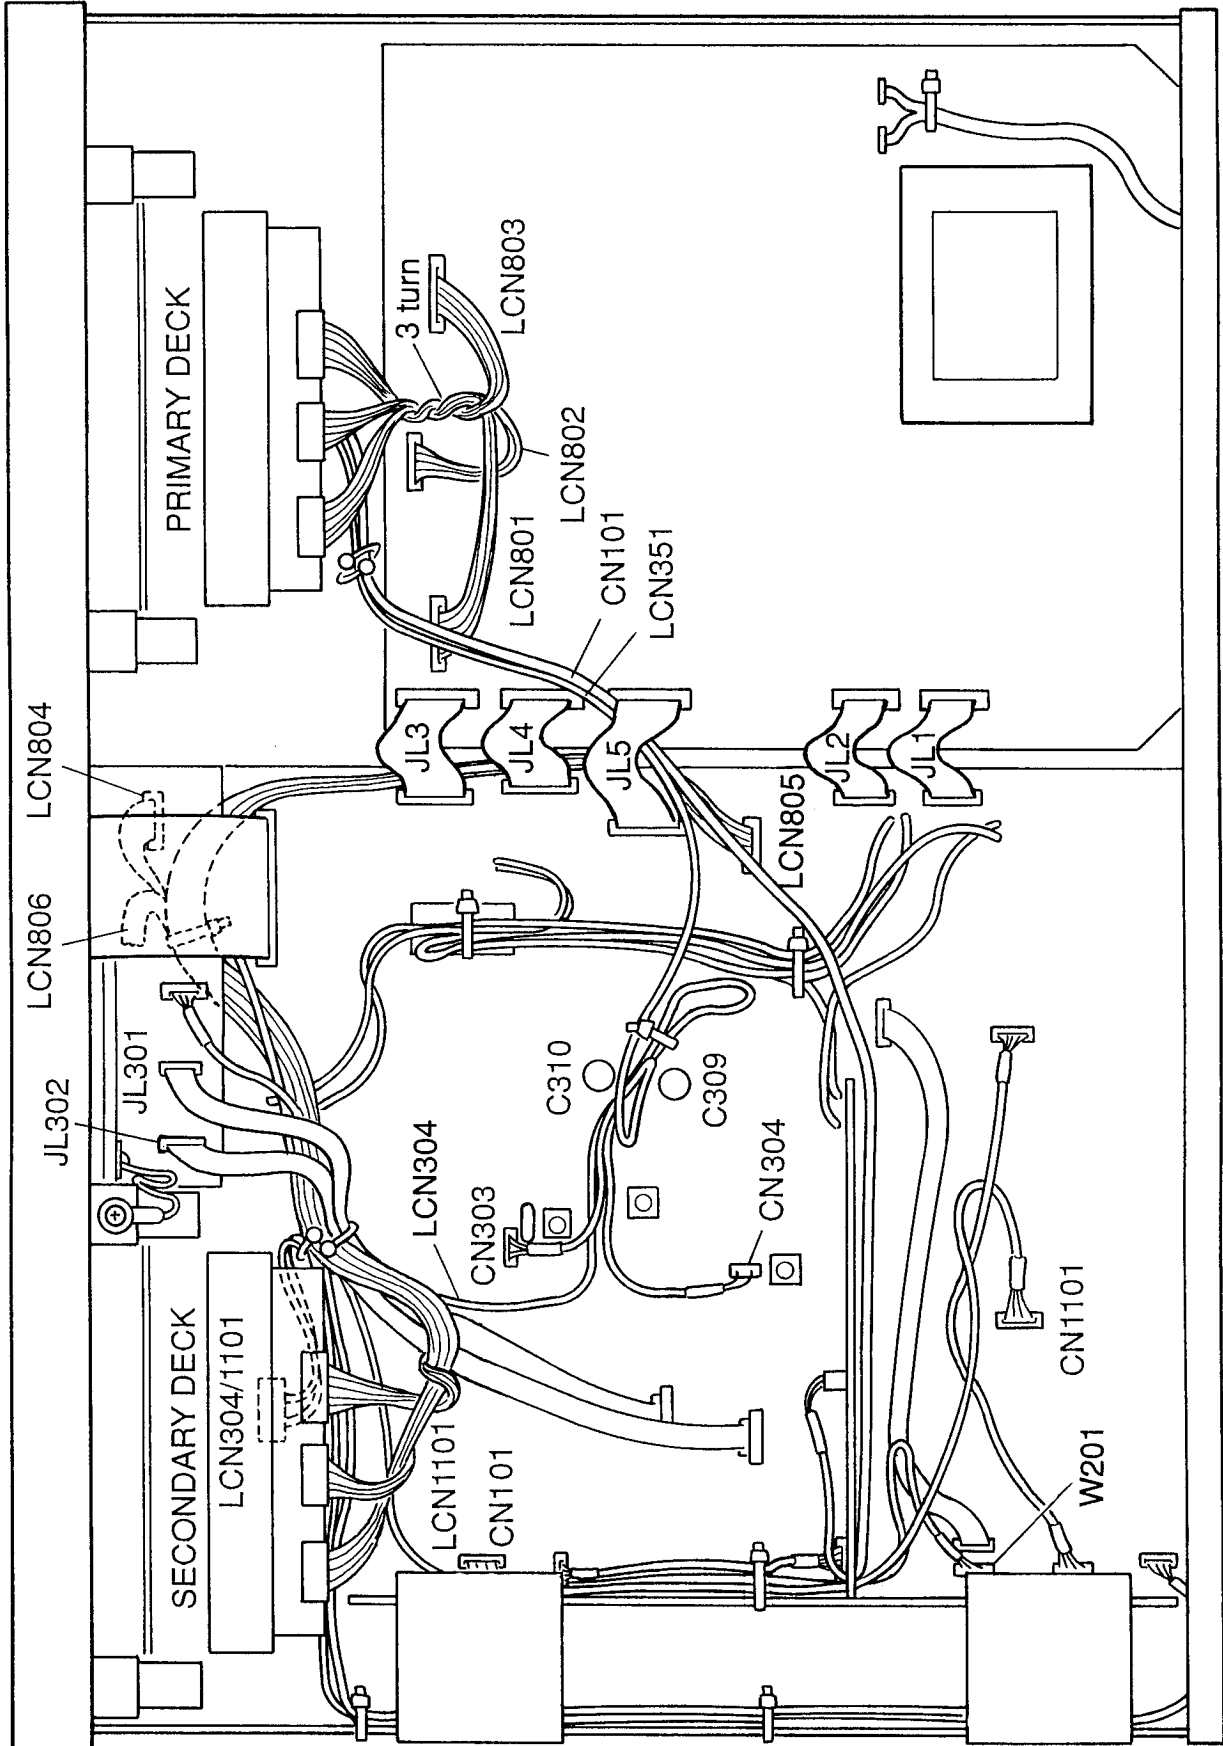 PRIMARY DECK
3 turn
LCN803
LCN802
LCN801
CN101
LCN351
LCN804
LCN806
JL3
JL4
JL5
JL2
JL1
LCN805
JL301
JL302
C310
C309
LCN304
CN303
CN304
SECONDARY DECK
LCN304/1101
LCN1101
CN101
CN1101
W201